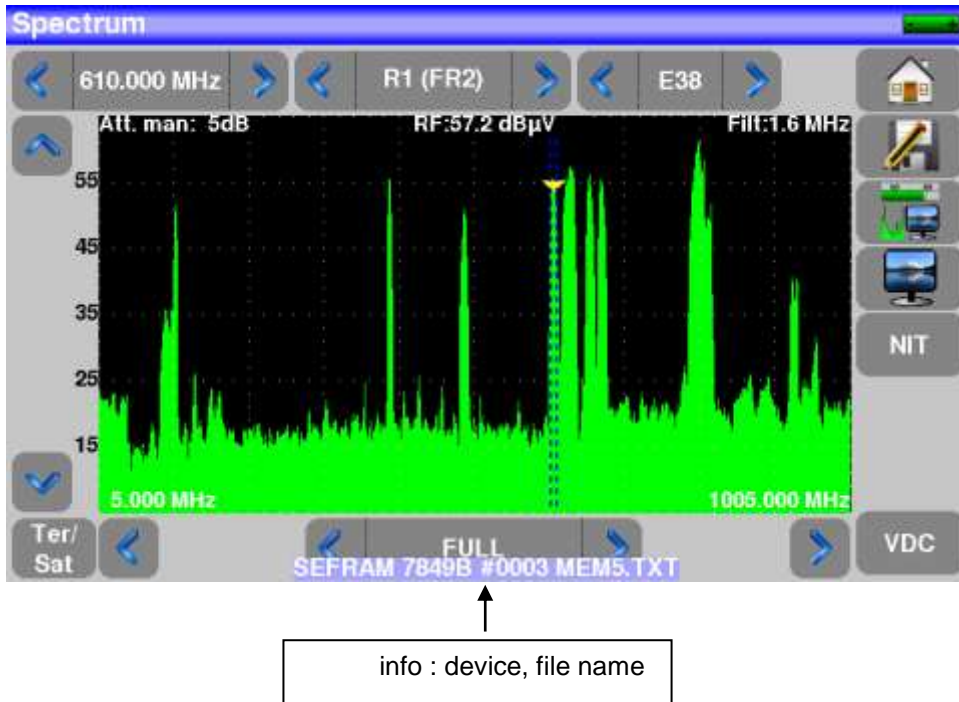 Spectrum
610.000 MHz
R1 (FR2)
E38
Att. man: 5dB
RF:57.2 dBµV
Filt:1.6 MHz
55
45
35
25
15
NIT
5.000 MHz
1005.000 MHz
Ter/
Sat
FULL
VDC
SEFRAM 7849B #0003 MEM5.TXT
info : device, file name